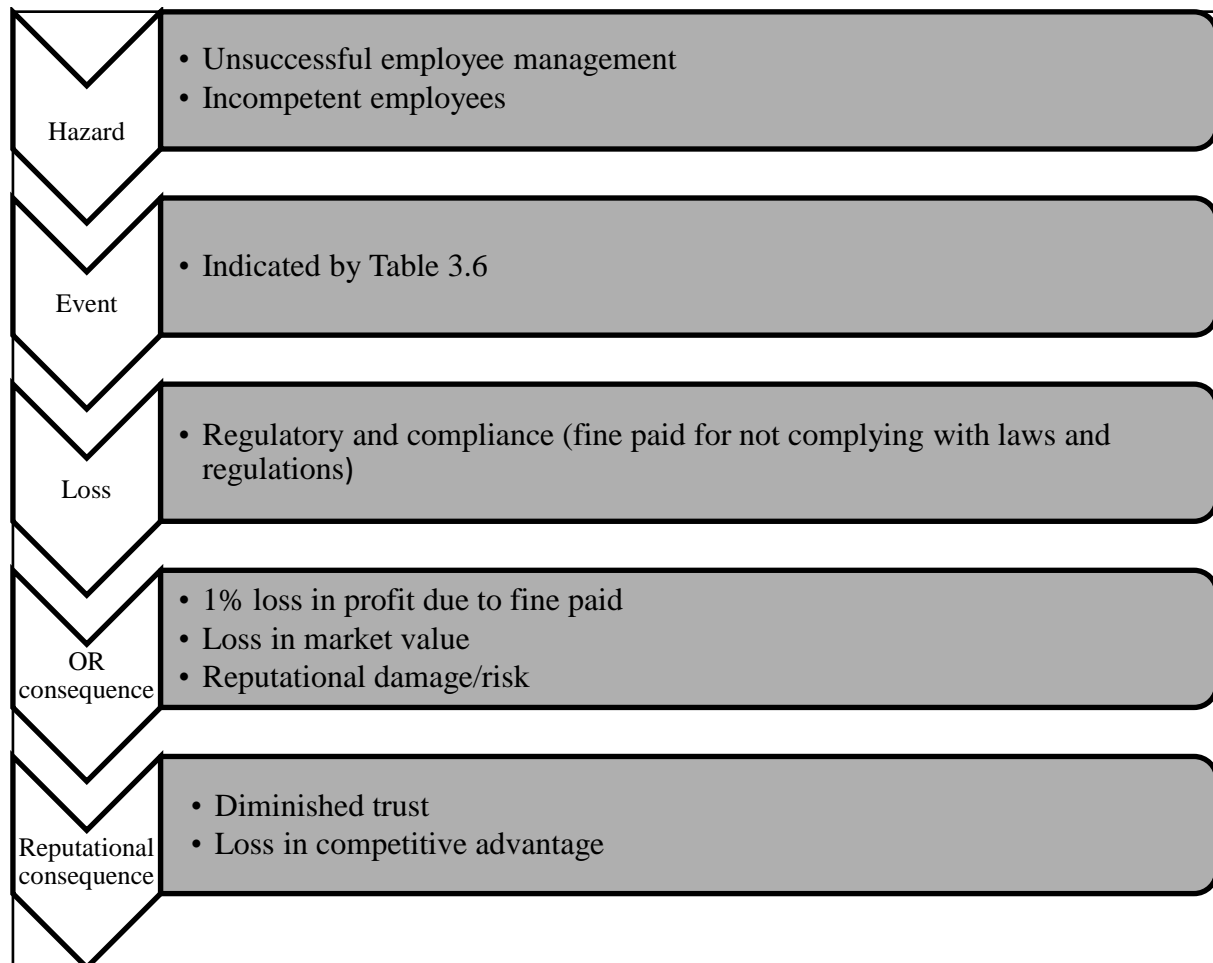 Hazard
• Unsuccessful employee management
• Incompetent employees
Event
• Indicated by Table 3.6
Loss
• Regulatory and compliance (fine paid for not complying with laws and
regulations)
OR
consequence
• 1% loss in profit due to fine paid
• Loss in market value
• Reputational damage/risk
Reputational
consequence
• Diminished trust
• Loss in competitive advantage